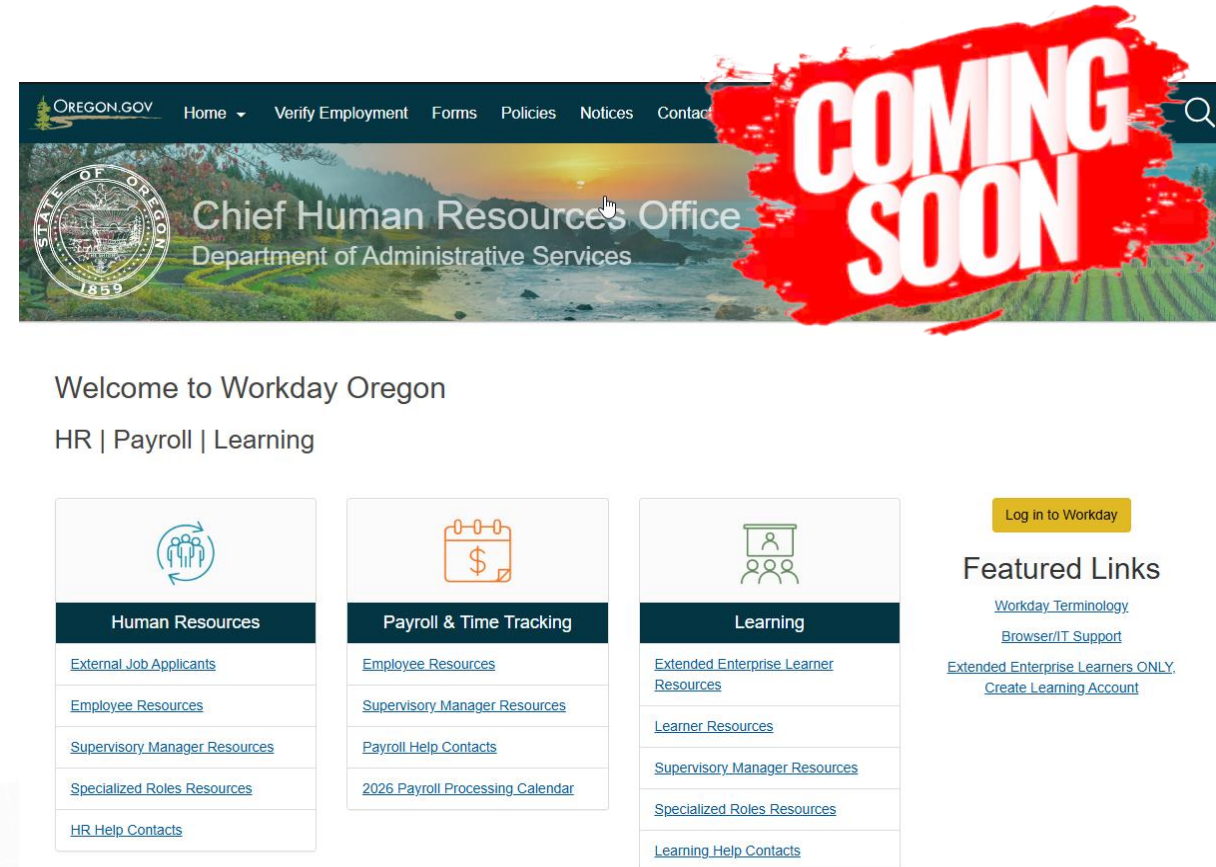 COMING
SOON
OREGON.GOV
Home
Verify Employment
Forms
Policies
Notices
STATE OF OREGON
1859
Chief Human Resources Office
Department of Administrative Services
Welcome to Workday Oregon
HR | Payroll | Learning
Human Resources
External Job Applicants
Employee Resources
Supervisory Manager Resources
Specialized Roles Resources
HR Help Contacts
$
Payroll & Time Tracking
Employee Resources
Supervisory Manager Resources
Payroll Help Contacts
2026 Payroll Processing Calendar
Learning
Extended Enterprise Learner
Resources
Learner Resources
Supervisory Manager Resources
Specialized Roles Resources
Learning Help Contacts
Log in to Workday
Featured Links
Workday Terminology
Browser/IT Support
Extended Enterprise Learners ONLY,
Create Learning Account